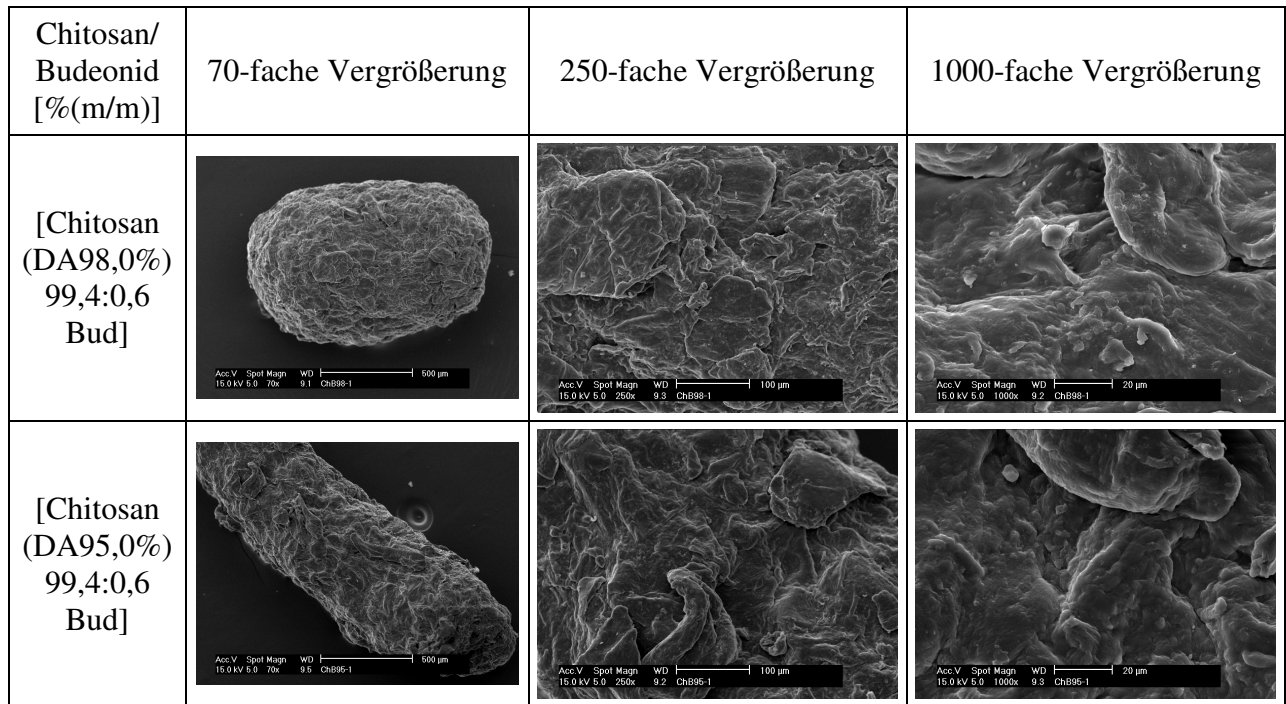 Chitosan/
Budeonid
[%(m/m)]
70-fache Vergrößerung
250-fache Vergrößerung
1000-fache Vergrößerung
[Chitosan
(DA98,0%)
99,4:0,6
Bud]
Acc.V Spot Magn WD 500 µm
15.0 kV 5.0 70x 9.1 ChB98-1
Acc.V Spot Magn WD 100 µm
15.0 kV 5.0 250x 9.3 ChB98-1
Acc.V Spot Magn WD 20 µm
15.0 kV 5.0 1000x 9.2 ChB98-1
[Chitosan
(DA95,0%)
99,4:0,6
Bud]
Acc.V Spot Magn WD 500 µm
15.0 kV 5.0 70x 9.5 ChB95-1
Acc.V Spot Magn WD 100 µm
15.0 kV 5.0 250x 9.2 ChB95-1
Acc.V Spot Magn WD 20 µm
15.0 kV 5.0 1000x 9.3 ChB95-1